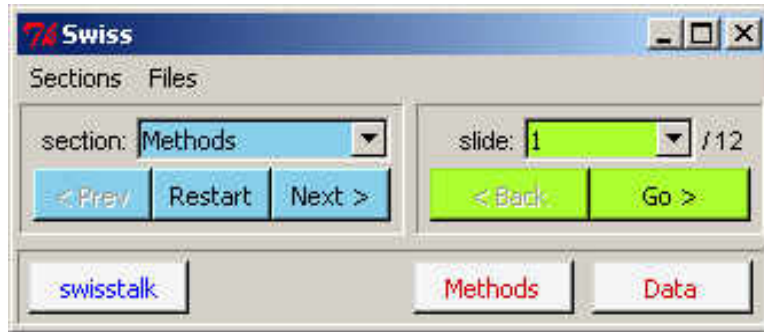 Swiss
Sections Files
section: Methods slide: 1 / 12
< Prev Restart Next > < Back Go >
swisstalk Methods Data